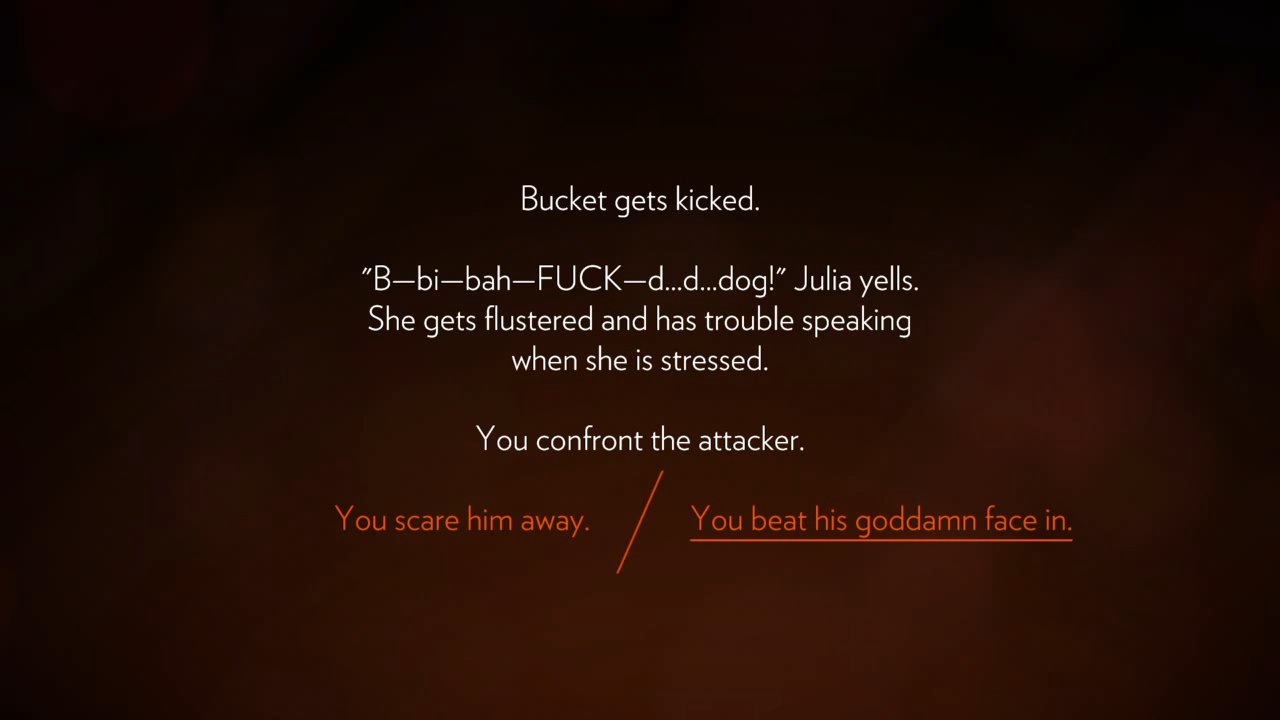 Bucket gets kicked.
"B—bi—bah—FUCK—d...d...dog!" Julia yells.
She gets flustered and has trouble speaking
when she is stressed.
You confront the attacker.
You scare him away. / You beat his goddamn face in.